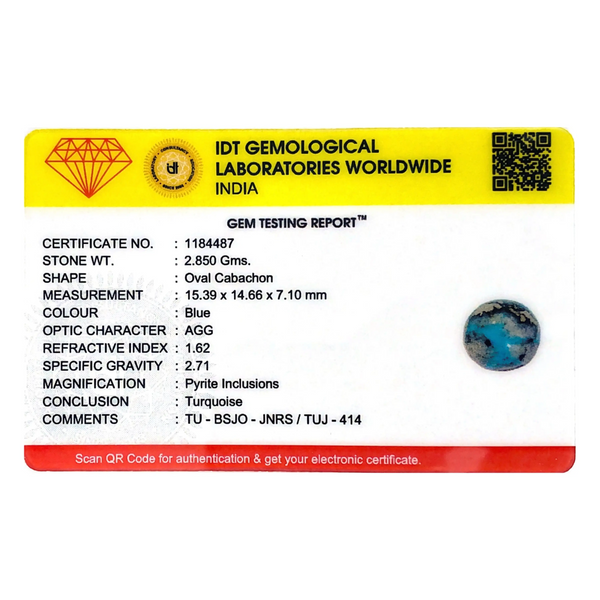 IDT GEMOLOGICAL
LABORATORIES WORLDWIDE
INDIA
idt
GEM TESTING REPORT™
CERTIFICATE NO. : 1184487
STONE WT. : 2.850 Gms.
SHAPE : Oval Cabachon
MEASUREMENT : 15.39 x 14.66 x 7.10 mm
COLOUR : Blue
OPTIC CHARACTER : AGG
REFRACTIVE INDEX : 1.62
SPECIFIC GRAVITY : 2.71
MAGNIFICATION : Pyrite Inclusions
CONCLUSION : Turquoise
COMMENTS : TU - BSJO - JNRS / TUJ - 414
Scan QR Code for authentication & get your electronic certificate.